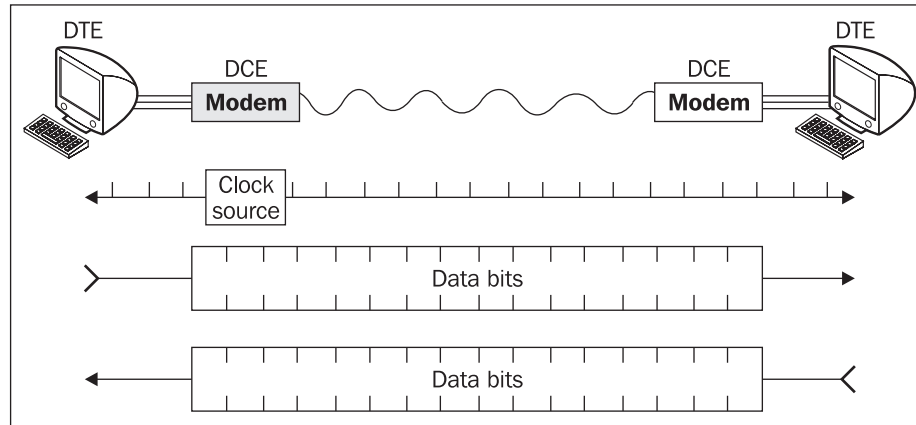 DTE
DTE
DCE
DCE
Modem
Modem
Clock
source
Data bits
Data bits